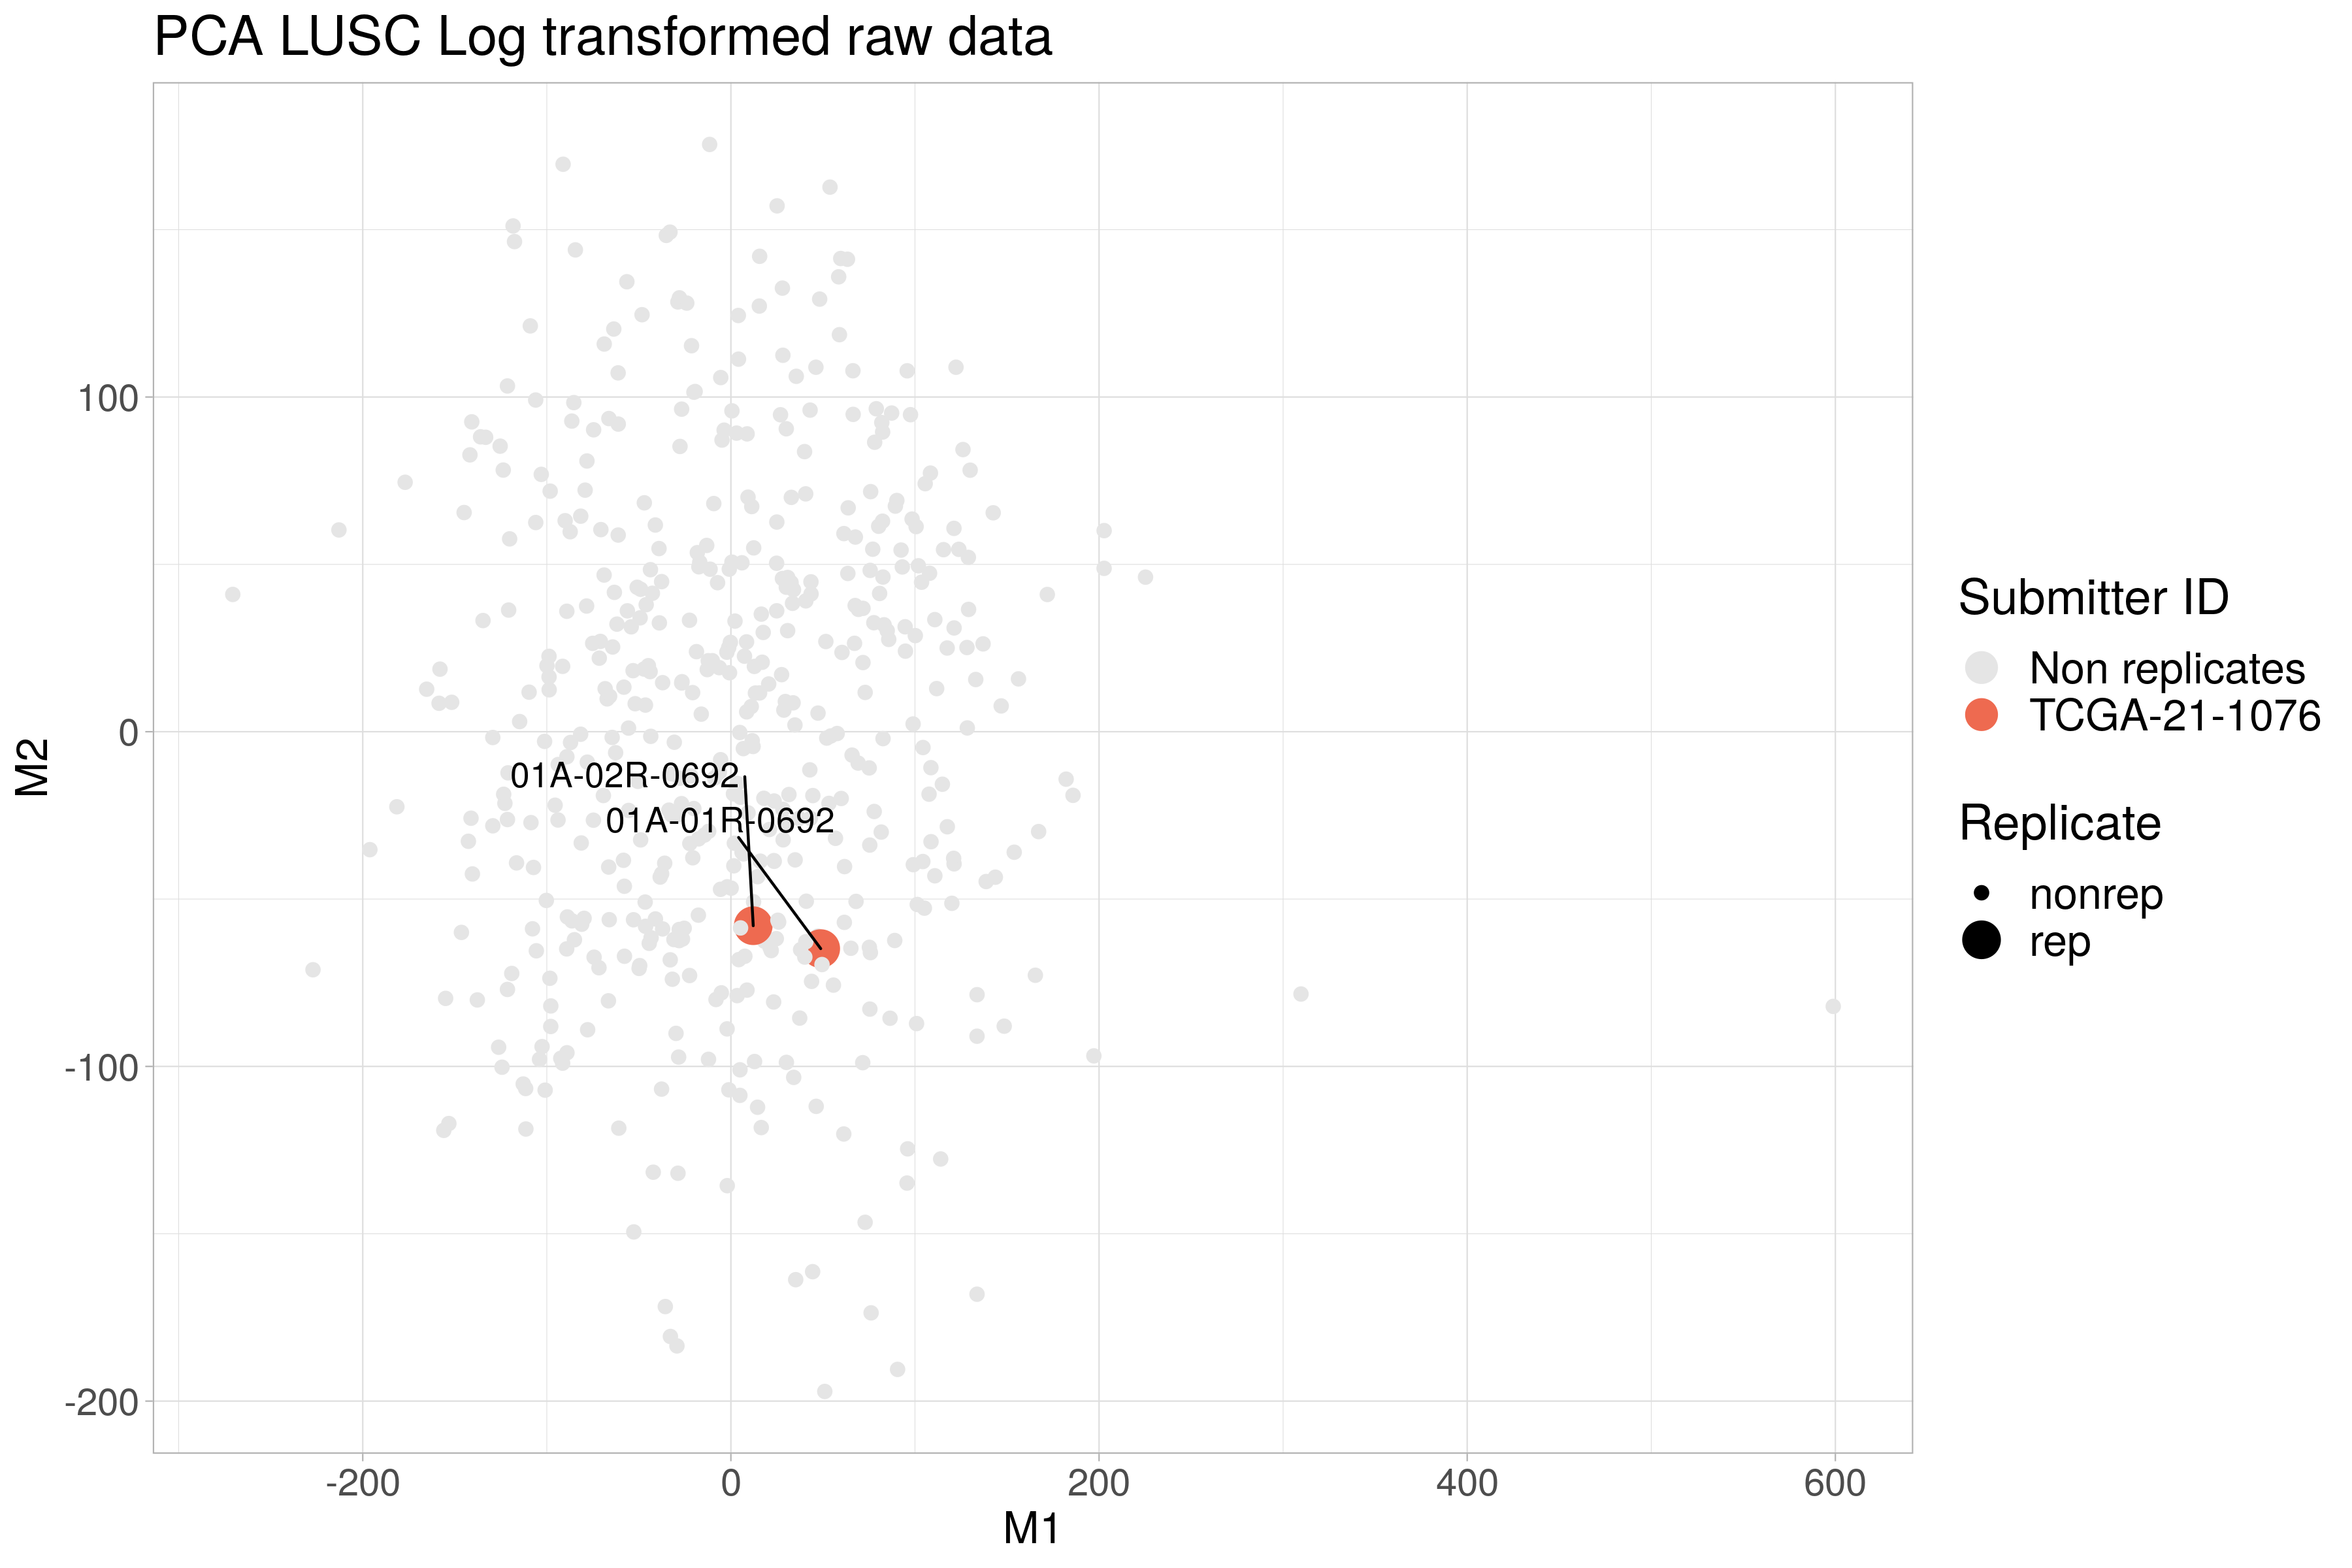 PCA LUSC Log transformed raw data
M2
100
0
-100
-200
01A-02R-0692
01A-01R-0692
-200
0
200
400
600
M1
Submitter ID
Non replicates
TCGA-21-1076
Replicate
nonrep
rep